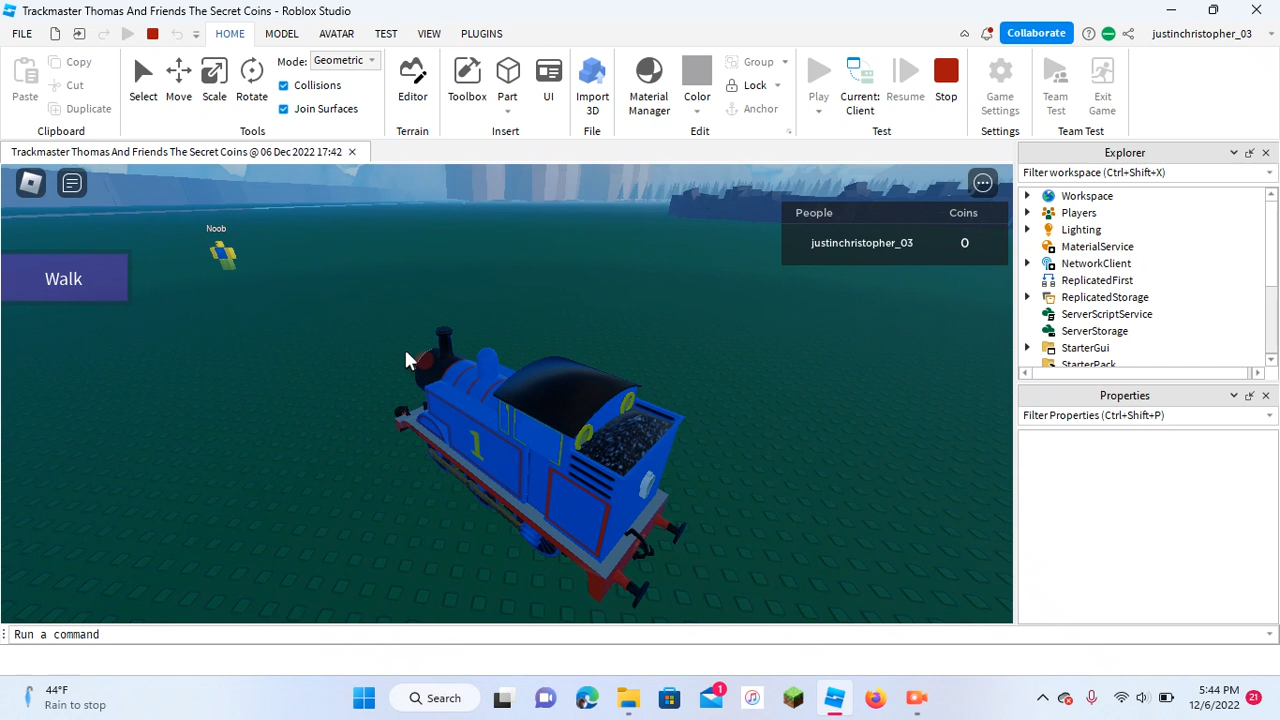 Trackmaster Thomas And Friends The Secret Coins - Roblox Studio
FILE HOME MODEL AVATAR TEST VIEW PLUGINS Collaborate justinchristopher_03
Paste Copy Cut Duplicate Clipboard
Select Move Scale Rotate Mode: Geometric Collisions Join Surfaces Tools
Editor Terrain
Toolbox Part UI Insert
Import 3D File
Material Manager Color Group Lock Anchor Edit
Play Current: Client Resume Stop Test
Game Settings Settings
Team Test Exit Game Team Test
Trackmaster Thomas And Friends The Secret Coins @ 06 Dec 2022 17:42
Noob
Walk
People Coins
justinchristopher_03 0
1
Explorer
Filter workspace (Ctrl+Shift+X)
Workspace
Players
Lighting
MaterialService
NetworkClient
ReplicatedFirst
ReplicatedStorage
ServerScriptService
ServerStorage
StarterGui
StarterPack
Properties
Filter Properties (Ctrl+Shift+P)
Run a command
44°F
Rain to stop
Search
1
5:44 PM
12/6/2022
21